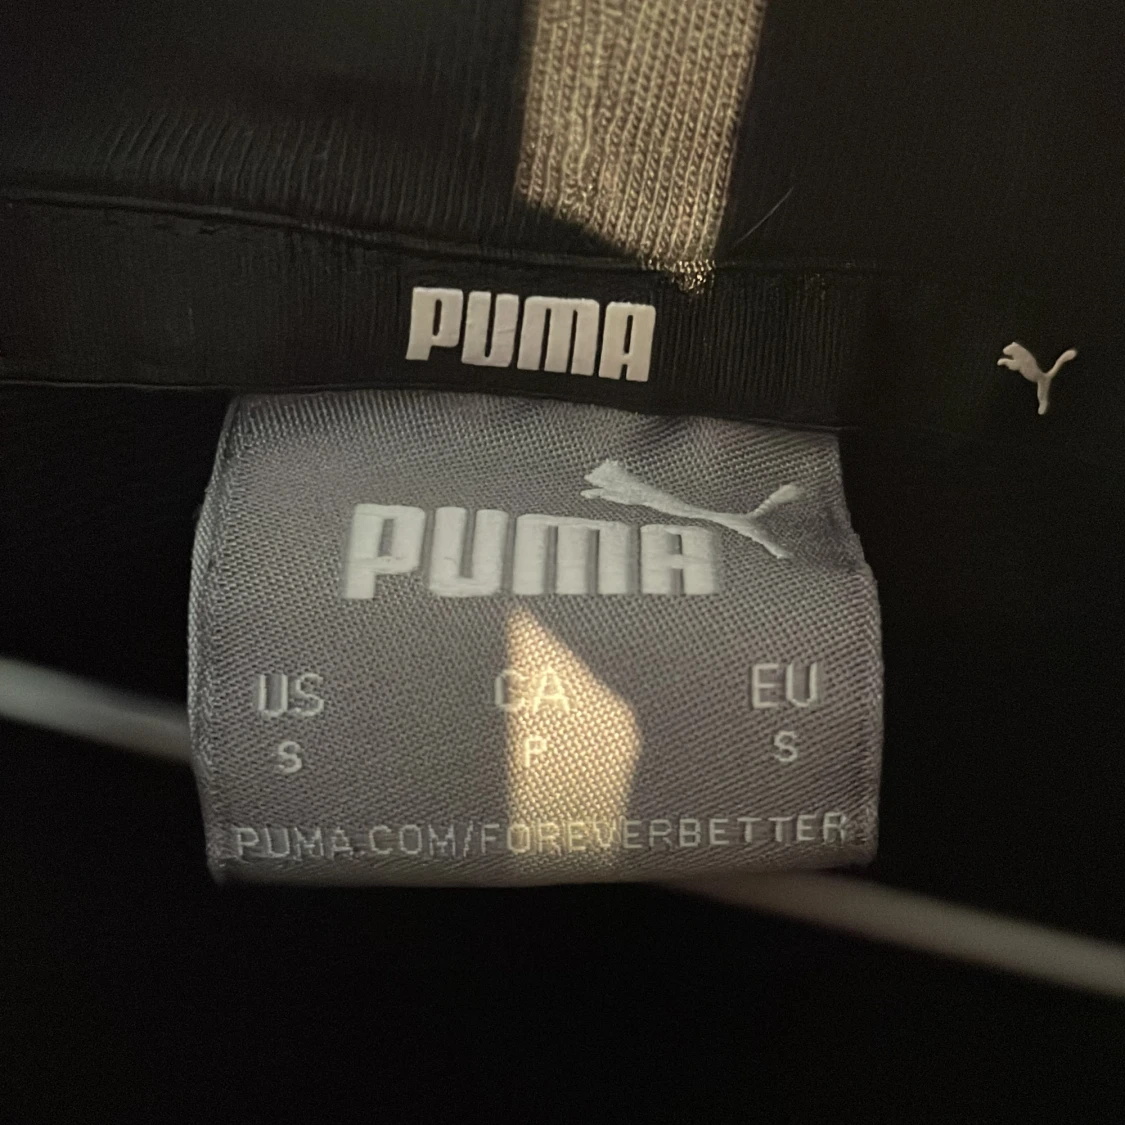 PUMA
PUMA
US CA EU
S P S
PUMA.COM/FOREVERBETTER